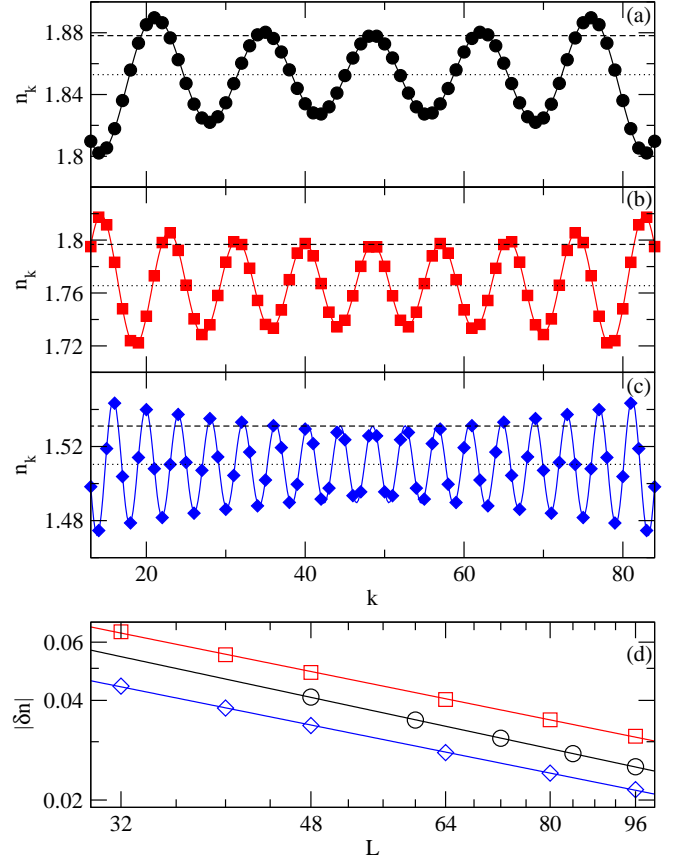 (a)
1.88
1.84
1.8
n_k
(b)
1.8
1.76
1.72
n_k
(c)
1.52
1.48
n_k
20 40 60 80
k
(d)
0.06
0.04
0.02
|δn|
32 48 64 80 96
L